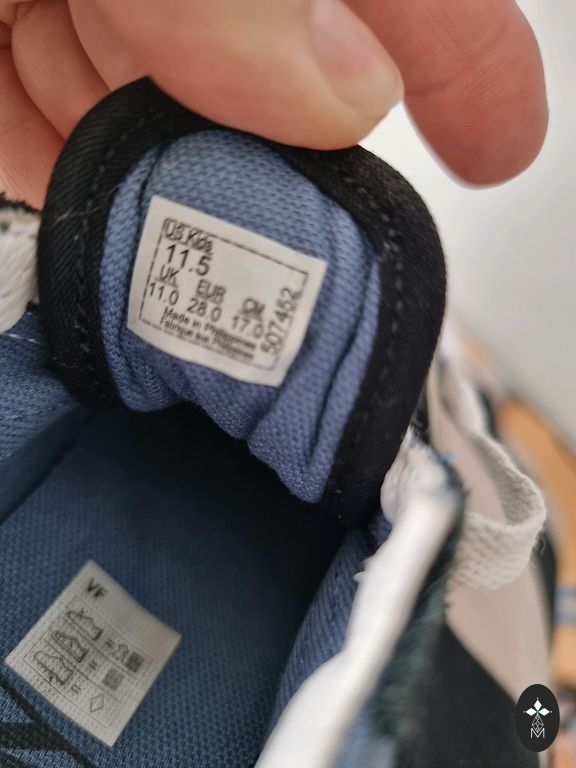 US Kids
11.5
UK EUR CM
11.0 28.0 17.0
Made in Philippines
Fabriqué aux Philippines
507452
VF